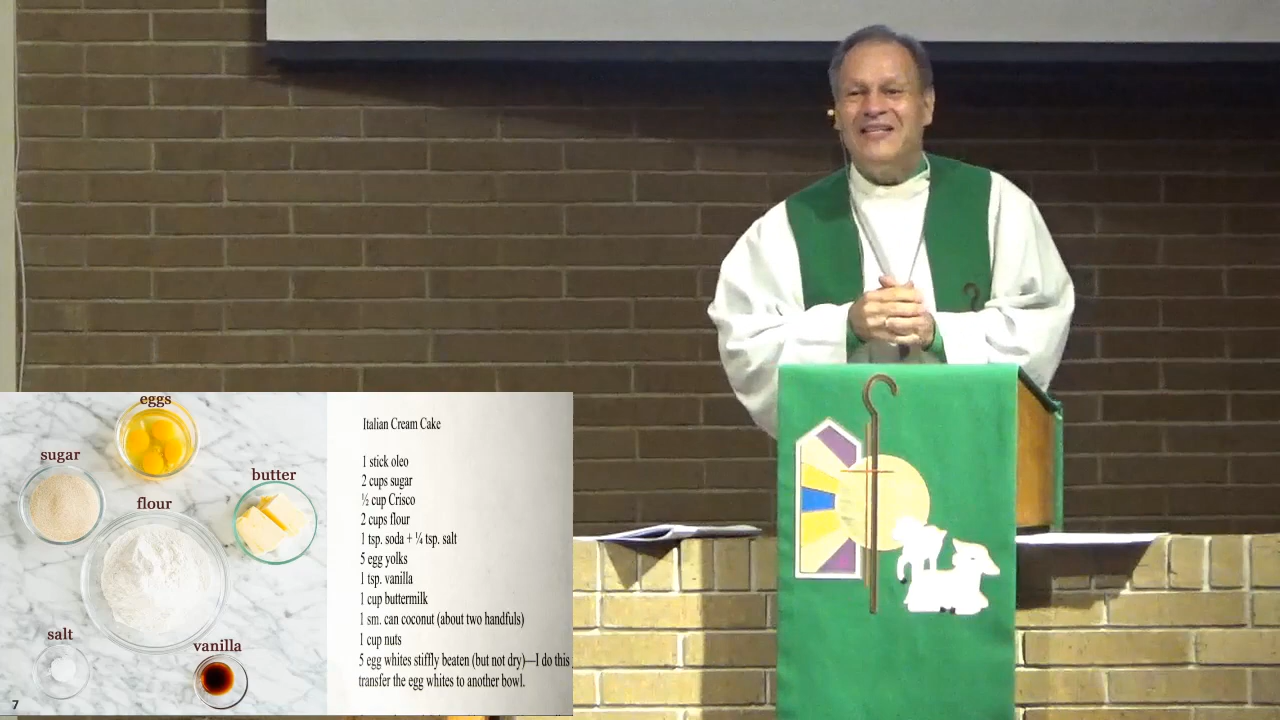 eggs
sugar
butter
flour
salt
vanilla
7
Italian Cream Cake
1 stick oleo
2 cups sugar
½ cup Crisco
2 cups flour
1 tsp. soda + ¼ tsp. salt
5 egg yolks
1 tsp. vanilla
1 cup buttermilk
1 sm. can coconut (about two handfuls)
1 cup nuts
5 egg whites stiffly beaten (but not dry)—I do this
transfer the egg whites to another bowl.